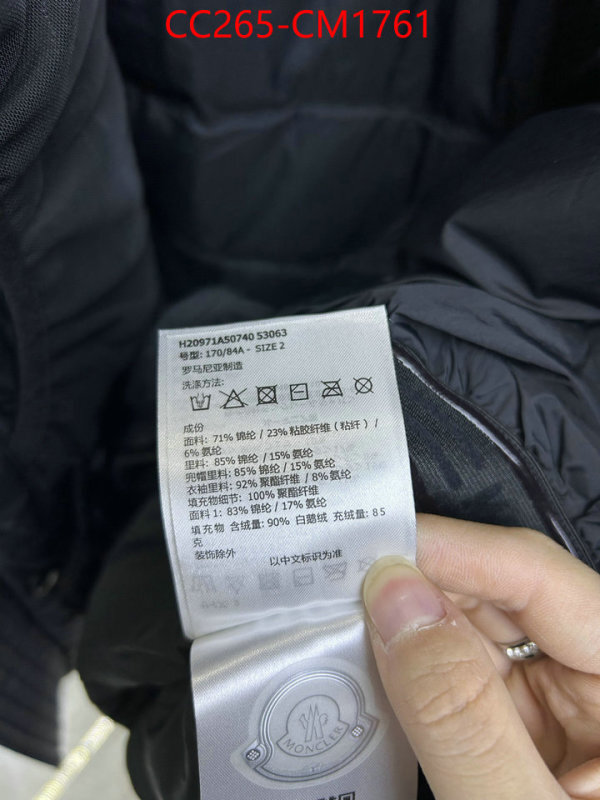 CC265-CM1761
H20971A50740 53063
号型: 170/84A - SIZE 2
罗马尼亚制造
洗涤方法:
成份
面料: 71% 锦纶 / 23% 粘胶纤维（粘纤）/
6% 氨纶
里料: 85% 锦纶 / 15% 氨纶
兜帽里料: 85% 锦纶 / 15% 氨纶
衣袖里料: 92% 聚酯纤维 / 8% 氨纶
填充物细节: 100% 聚酯纤维
面料 1: 83% 锦纶 / 17% 氨纶
填充物 含绒量: 90% 白鹅绒 充绒量: 85
克
装饰除外
以中文标识为准
MONCLER